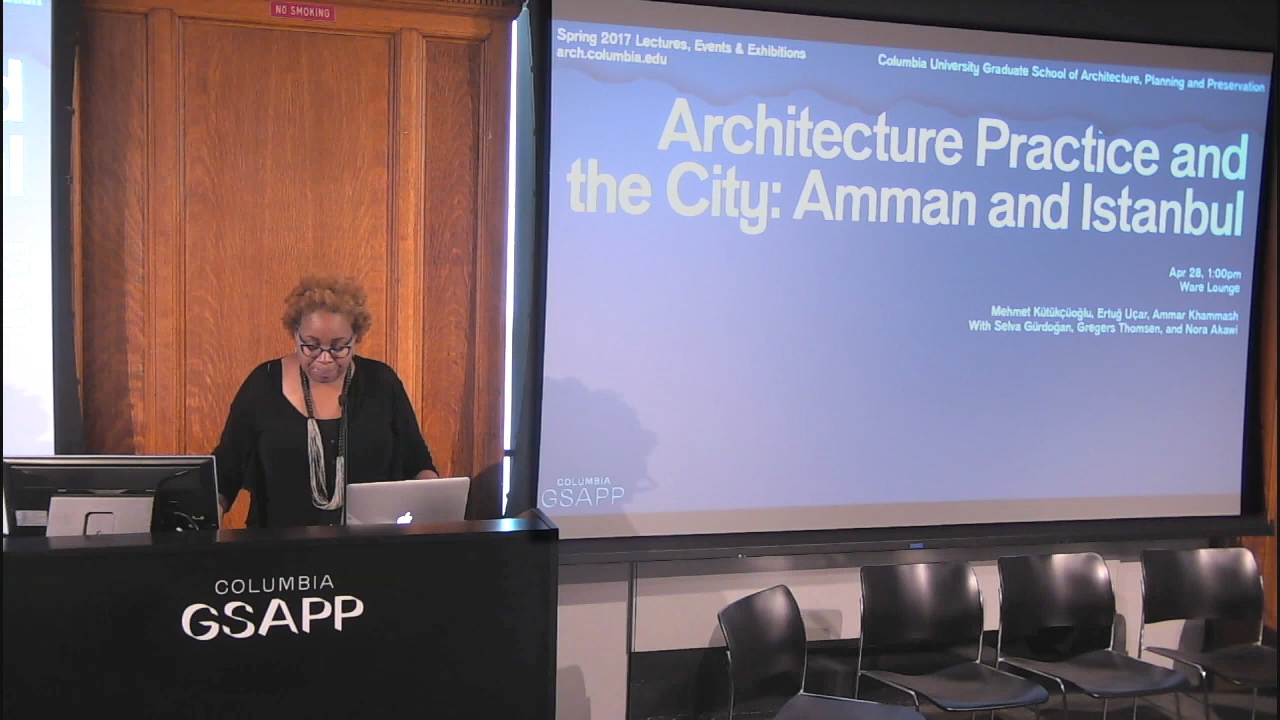 NO SMOKING
Spring 2017 Lectures, Events & Exhibitions
arch.columbia.edu
Columbia University Graduate School of Architecture, Planning and Preservation
Architecture Practice and
the City: Amman and Istanbul
Apr 28, 1:00pm
Ware Lounge
Mehmet Kütükçüoğlu, Ertuğ Uçar, Ammar Khammash
With Selva Gürdoğan, Gregers Thomsen, and Nora Akawi
COLUMBIA
GSAPP
COLUMBIA
GSAPP